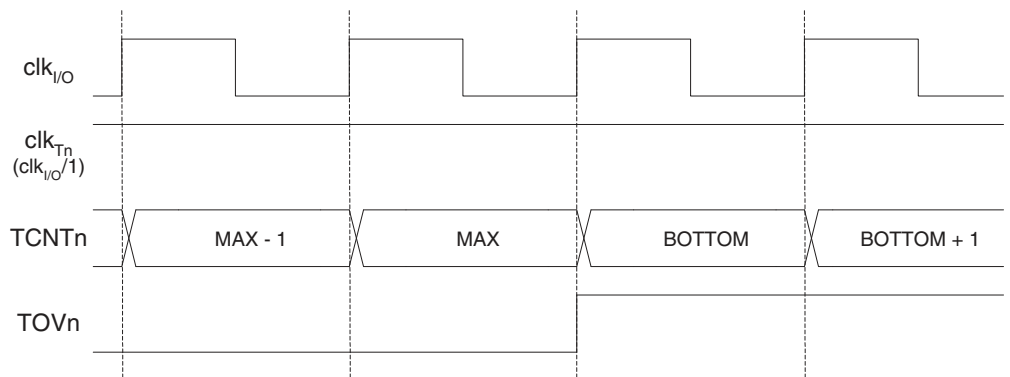 clkI/O
clkTn
(clkI/O/1)
TCNTn MAX - 1 MAX BOTTOM BOTTOM + 1
TOVn